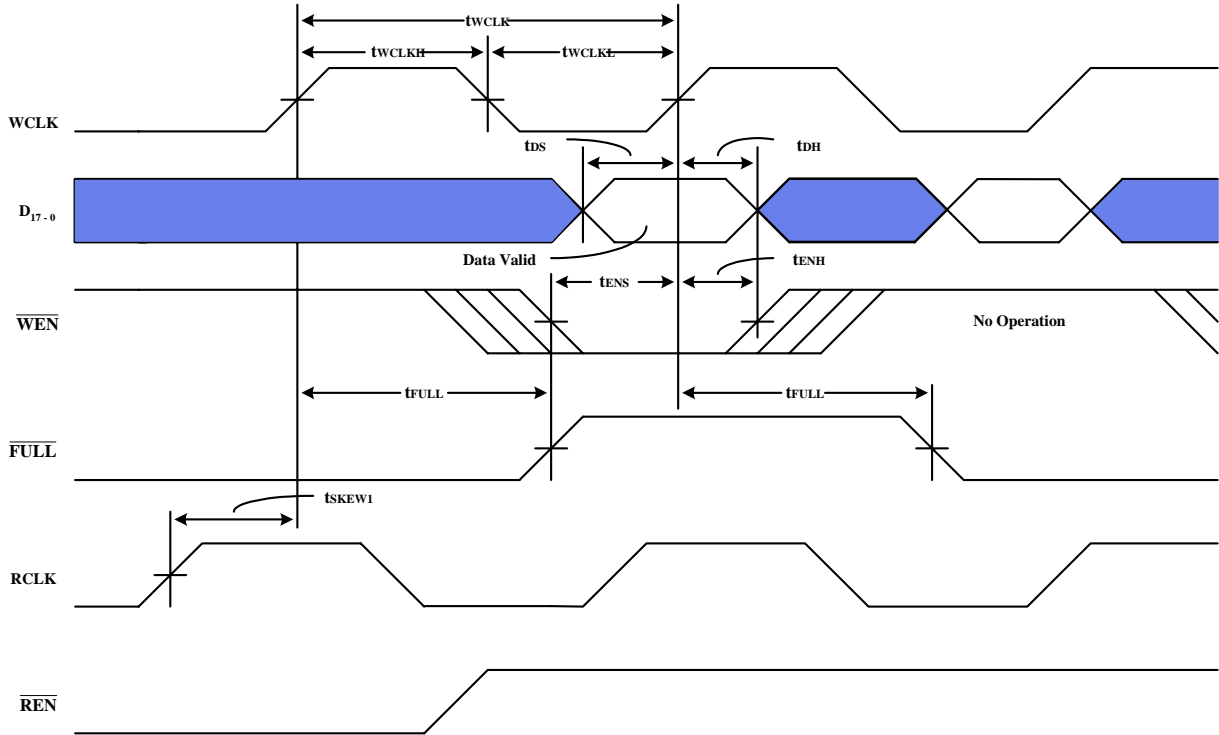 tWCLK
tWCLKH
tWCLKL
WCLK
tDS
tDH
D17 - 0
Data Valid
tENH
tENS
WEN
No Operation
tFULL
tFULL
FULL
tSKEW1
RCLK
REN